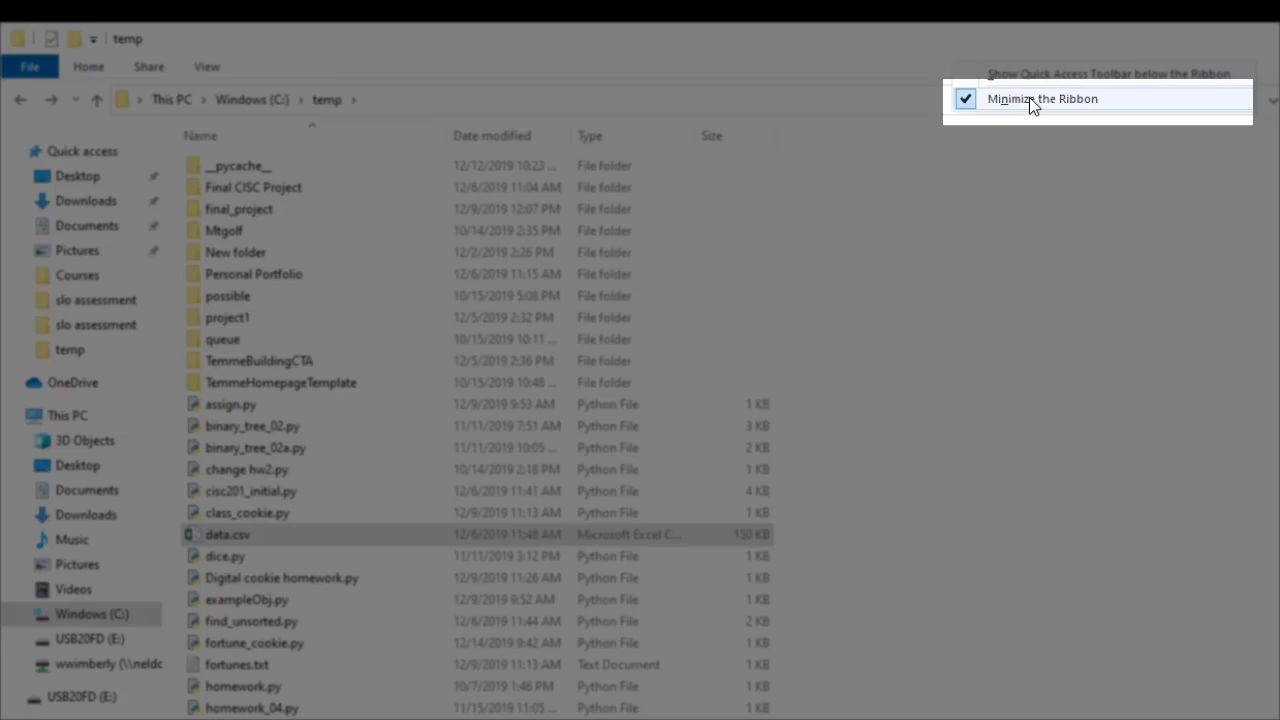 temp
File Home Share View
Show Quick Access Toolbar below the Ribbon
Minimize the Ribbon
This PC > Windows (C:) > temp >
Name Date modified Type Size
Quick access
Desktop
Downloads
Documents
Pictures
Courses
slo assessment
slo assessment
temp
OneDrive
This PC
3D Objects
Desktop
Documents
Downloads
Music
Pictures
Videos
Windows (C:)
USB20FD (E:)
wwimberly (\\neldc
USB20FD (E:)
__pycache__ 12/12/2019 10:23 ... File folder
Final CISC Project 12/6/2019 11:04 AM File folder
final_project 12/9/2019 12:07 PM File folder
Mtgolf 10/14/2019 2:35 PM File folder
New folder 12/2/2019 2:26 PM File folder
Personal Portfolio 12/6/2019 11:15 AM File folder
possible 10/15/2019 5:08 PM File folder
project1 12/5/2019 2:32 PM File folder
queue 10/15/2019 10:11 ... File folder
TemmeBuildingCTA 12/5/2019 2:36 PM File folder
TemmeHomepageTemplate 10/15/2019 10:48 ... File folder
assign.py 12/9/2019 9:53 AM Python File 1 KB
binary_tree_02.py 11/11/2019 7:51 AM Python File 3 KB
binary_tree_02a.py 11/11/2019 10:05 ... Python File 2 KB
change hw2.py 10/14/2019 2:18 PM Python File 1 KB
cisc201_initial.py 12/6/2019 11:41 AM Python File 4 KB
class_cookie.py 12/9/2019 11:13 AM Python File 1 KB
data.csv 12/6/2019 11:48 AM Microsoft Excel C... 150 KB
dice.py 11/11/2019 3:12 PM Python File 1 KB
Digital cookie homework.py 12/9/2019 11:26 AM Python File 1 KB
exampleObj.py 12/9/2019 9:52 AM Python File 1 KB
find_unsorted.py 12/6/2019 11:44 AM Python File 2 KB
fortune_cookie.py 12/14/2019 9:42 AM Python File 1 KB
fortunes.txt 12/9/2019 11:13 AM Text Document 1 KB
homework.py 10/7/2019 1:46 PM Python File 1 KB
homework_04.py 11/15/2019 11:05 ... Python File 1 KB